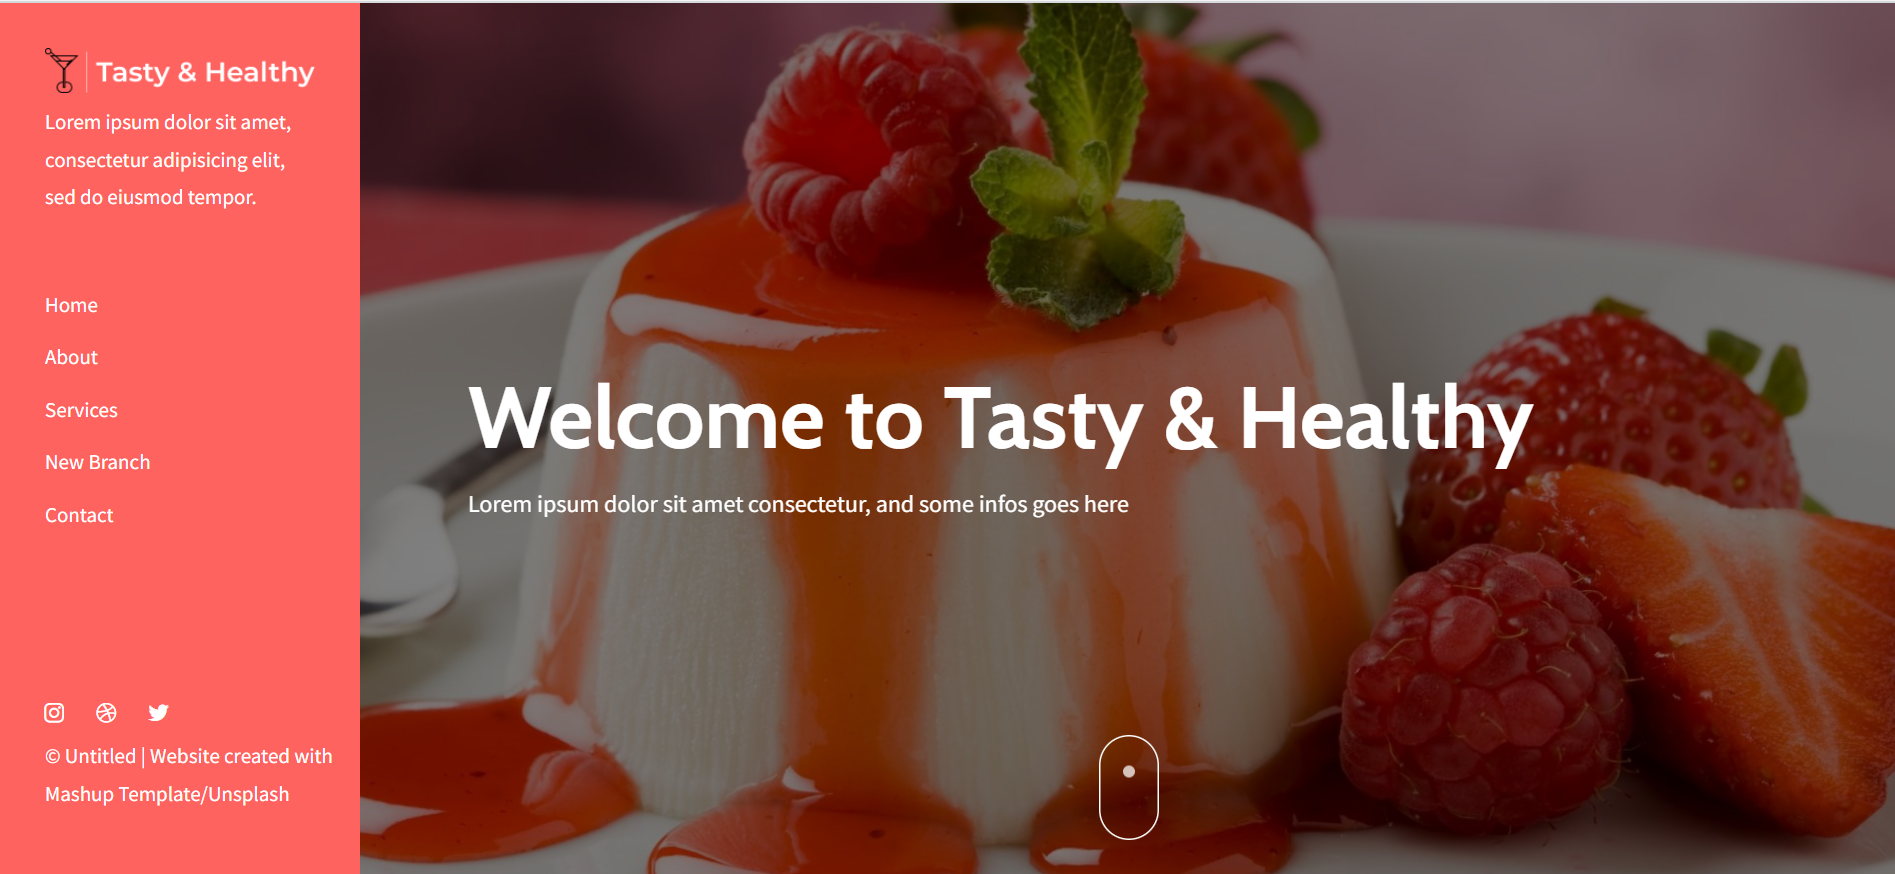 Tasty & Healthy
Lorem ipsum dolor sit amet,
consectetur adipisicing elit,
sed do eiusmod tempor.
Home
About
Services
New Branch
Contact
© Untitled | Website created with
Mashup Template/Unsplash
Welcome to Tasty & Healthy
Lorem ipsum dolor sit amet consectetur, and some infos goes here